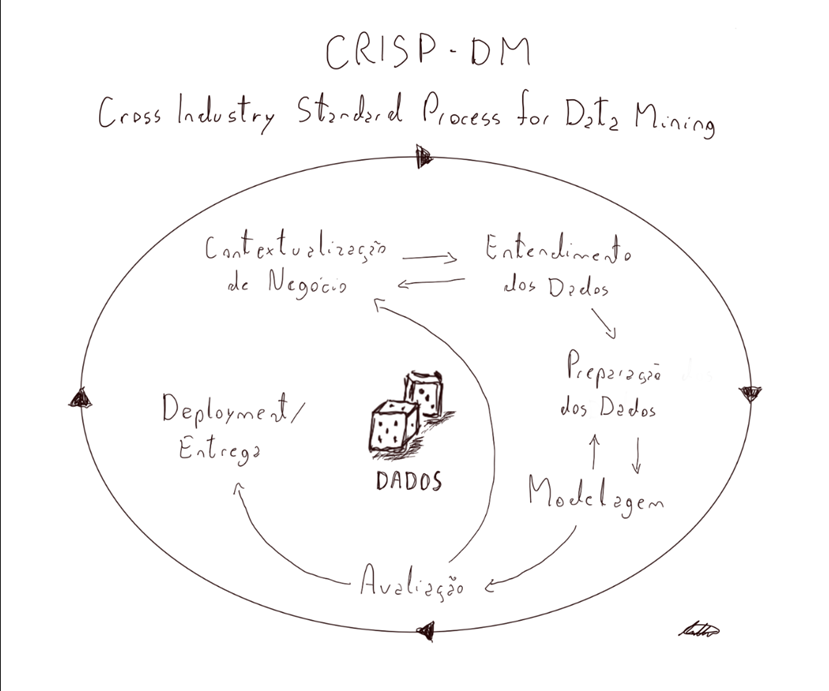 CRISP-DM
Cross Industry Standard Process for Data Mining
Contextualização
de Negócio
Entendimento
dos Dados
Preparação
dos Dados
Modelagem
Avaliação
Deployment/
Entrega
DADOS